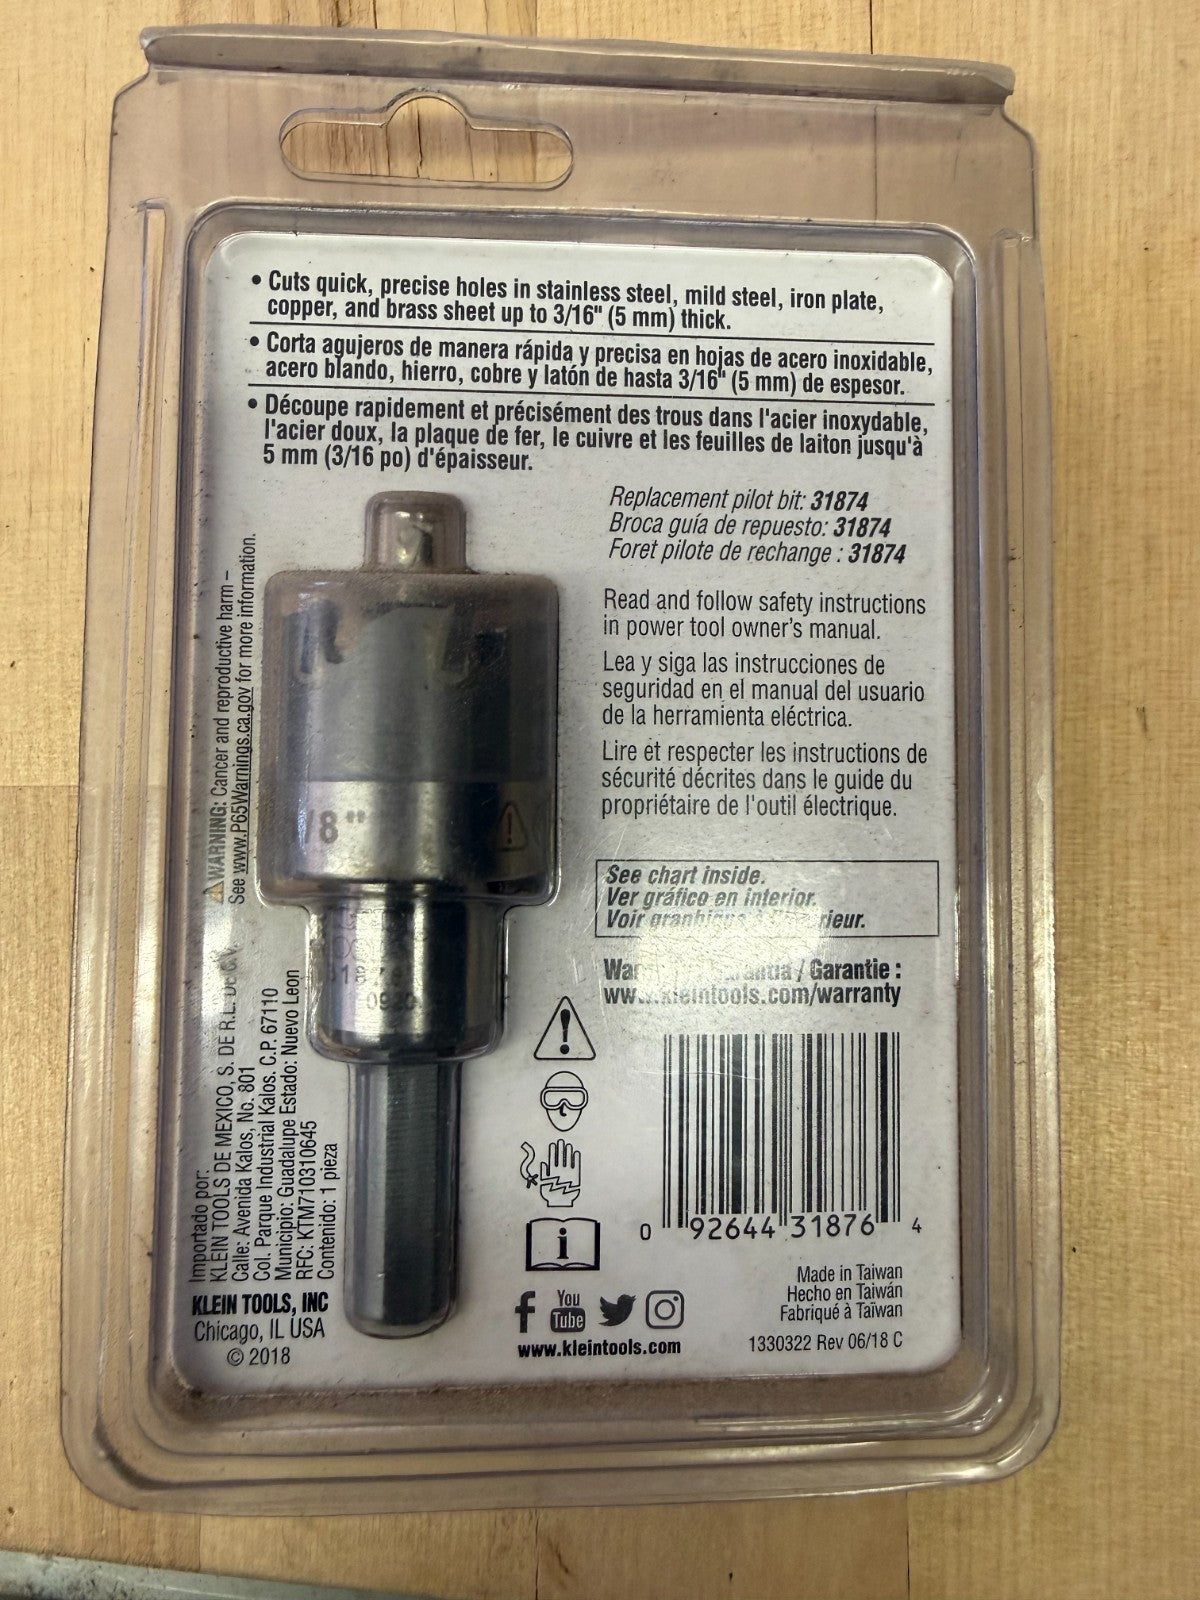 • Cuts quick, precise holes in stainless steel, mild steel, iron plate,
copper, and brass sheet up to 3/16" (5 mm) thick.
• Corta agujeros de manera rápida y precisa en hojas de acero inoxidable,
acero blando, hierro, cobre y latón de hasta 3/16" (5 mm) de espesor.
• Découpe rapidement et précisément des trous dans l'acier inoxydable,
l'acier doux, la plaque de fer, le cuivre et les feuilles de laiton jusqu'à
5 mm (3/16 po) d'épaisseur.
Replacement pilot bit: 31874
Broca guía de repuesto: 31874
Foret pilote de rechange : 31874
Read and follow safety instructions
in power tool owner's manual.
Lea y siga las instrucciones de
seguridad en el manual del usuario
de la herramienta eléctrica.
Lire et respecter les instructions de
sécurité décrites dans le guide du
propriétaire de l'outil électrique.
⚠WARNING: Cancer and reproductive harm –
See www.P65Warnings.ca.gov for more information.
/8"
0920
See chart inside.
Ver gráfico en interior.
Voir graphique
/ Garantie :
www.kleintools.com/warranty
0 92644 31876 4
Importado por:
KLEIN TOOLS DE MEXICO, S. DE R.L. DE C.V.
Calle: Avenida Kalos, No. 801
Col. Parque Industrial Kalos. C.P. 67110
Municipio: Guadalupe Estado: Nuevo Leon
RFC: KTM710310645
Contenido: 1 pieza
KLEIN TOOLS, INC
Chicago, IL USA
© 2018
You
Tube
www.kleintools.com
Made in Taiwan
Hecho en Taiwán
Fabriqué à Taïwan
1330322 Rev 06/18 C